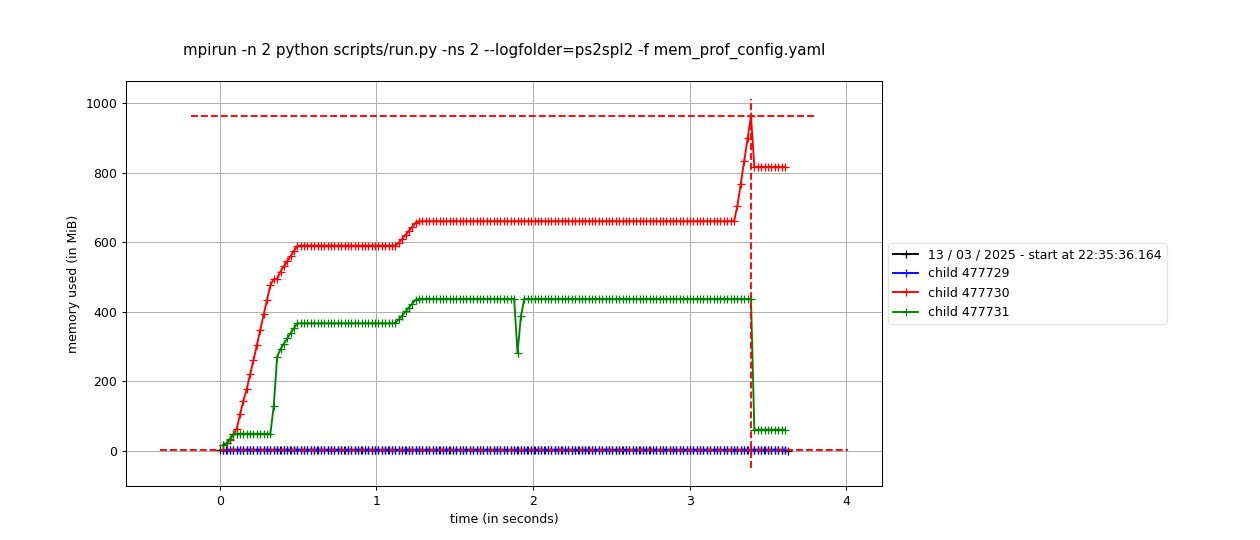 mpirun -n 2 python scripts/run.py -ns 2 --logfolder=ps2spl2 -f mem_prof_config.yaml
1000
800
600
400
200
0
memory used (in MiB)
0 1 2 3 4
time (in seconds)
13 / 03 / 2025 - start at 22:35:36.164
child 477729
child 477730
child 477731